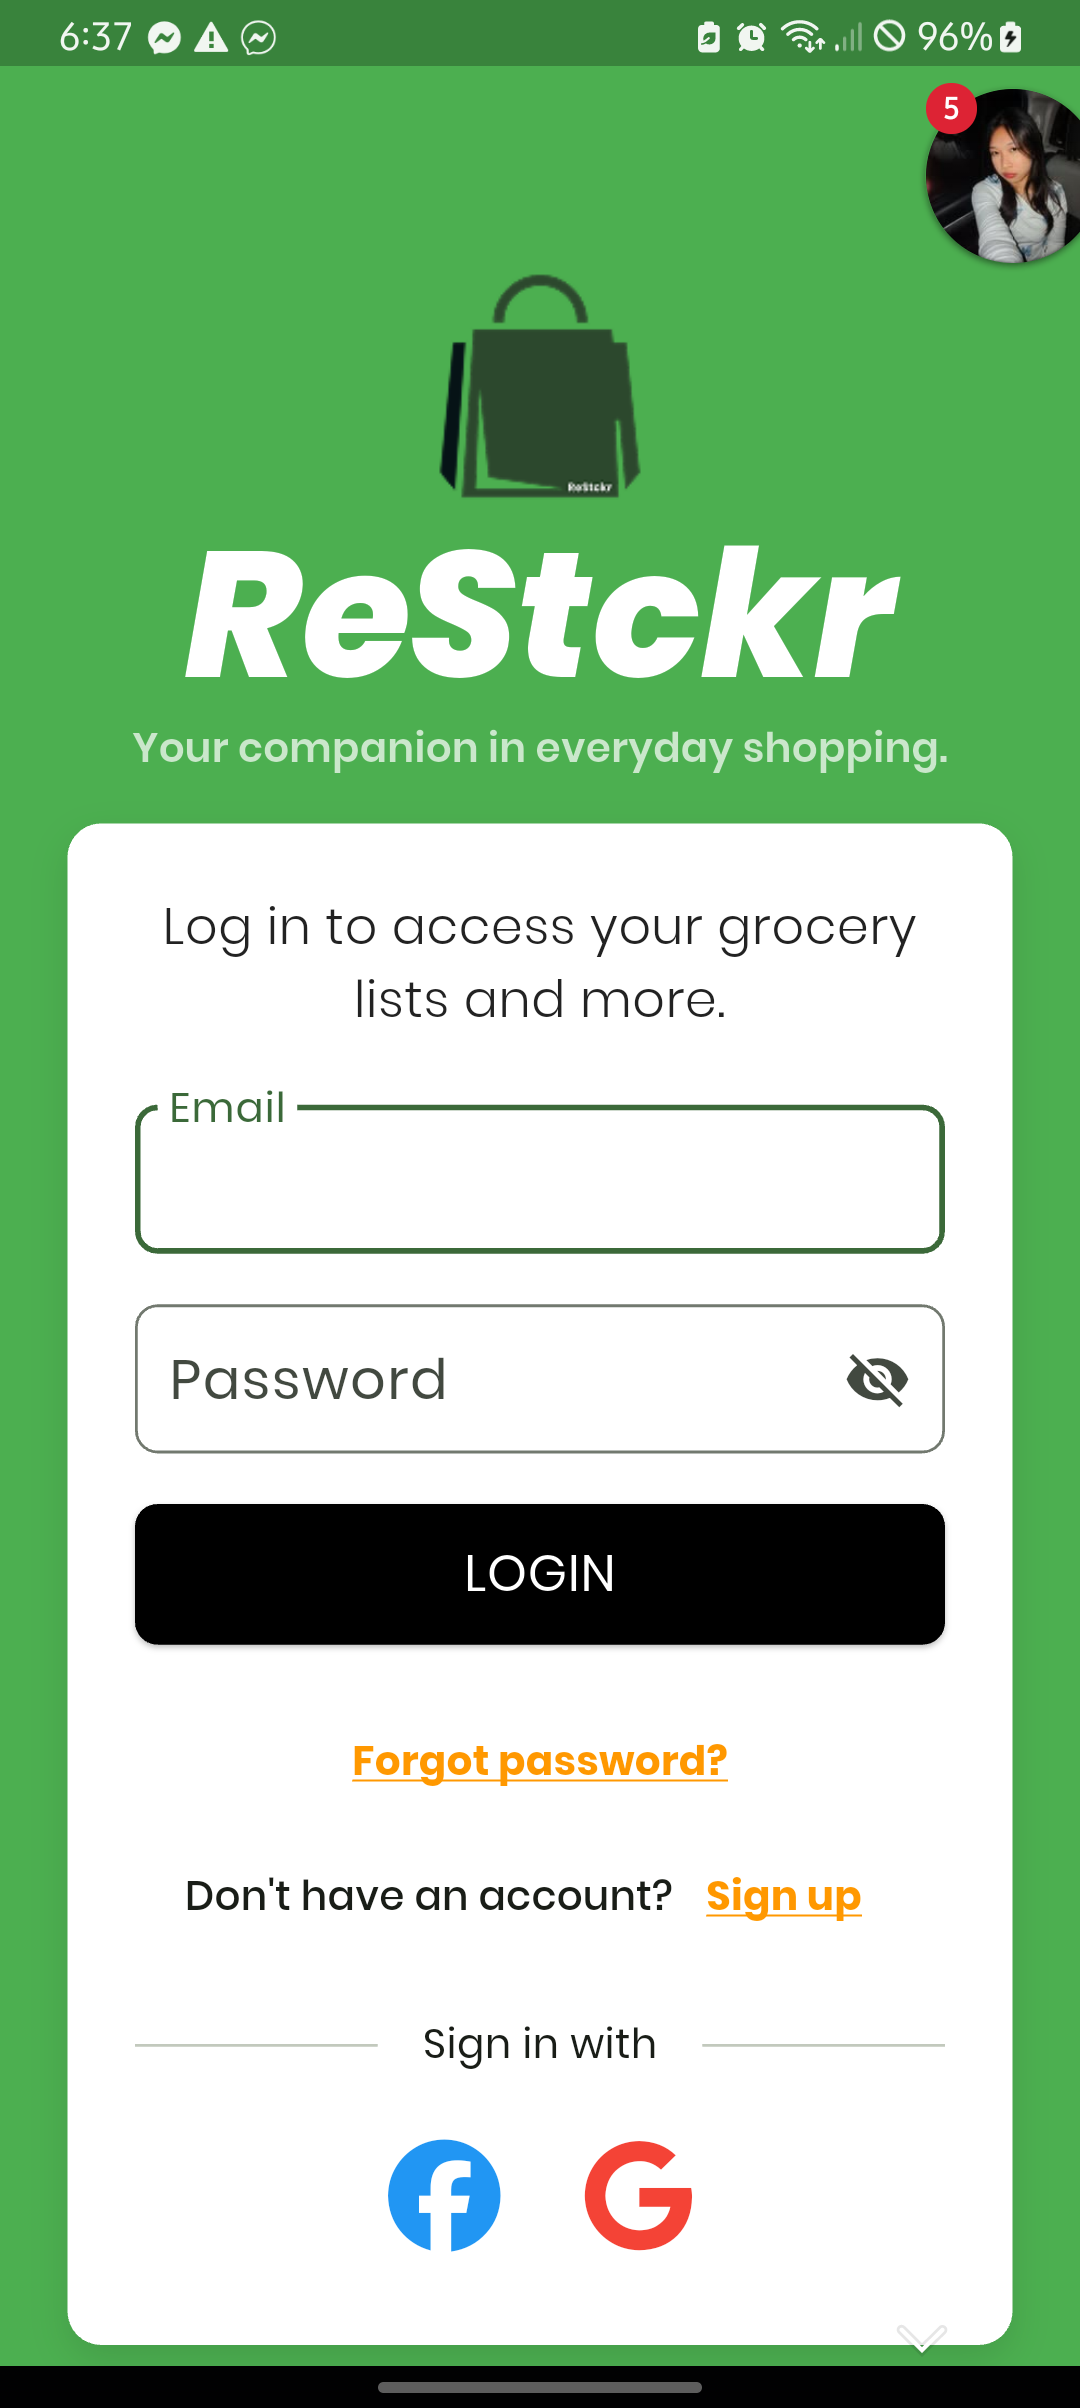 6:37 96%
5
ReStckr
ReStckr
Your companion in everyday shopping.
Log in to access your grocery
lists and more.
Email
Password
LOGIN
Forgot password?
Don't have an account? Sign up
Sign in with